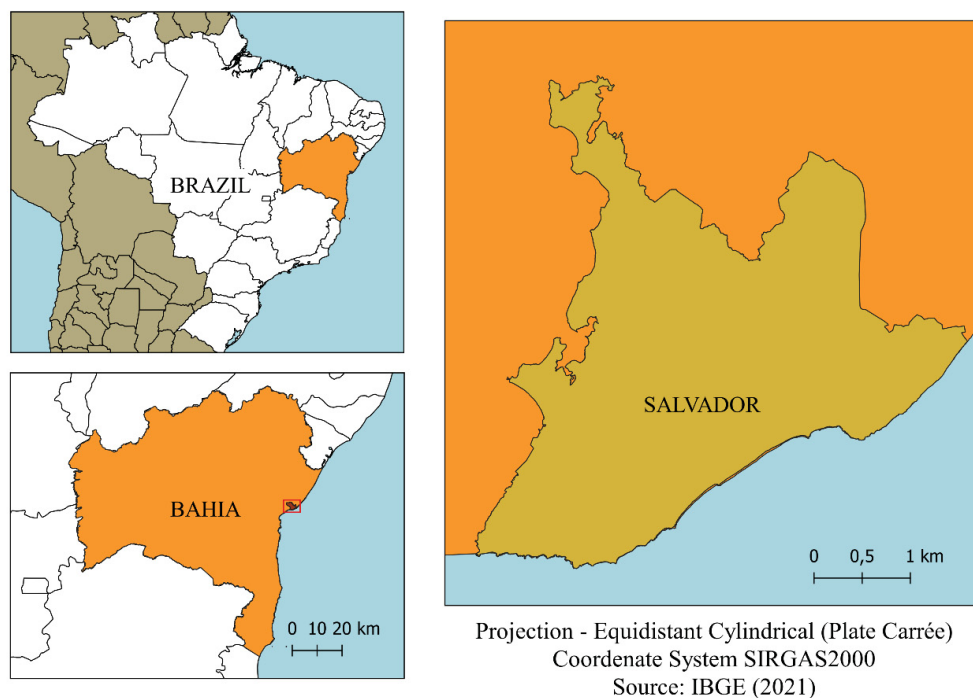 BRAZIL
BAHIA
0 10 20 km
SALVADOR
0 0,5 1 km
Projection - Equidistant Cylindrical (Plate Carrée)
Coordenate System SIRGAS2000
Source: IBGE (2021)